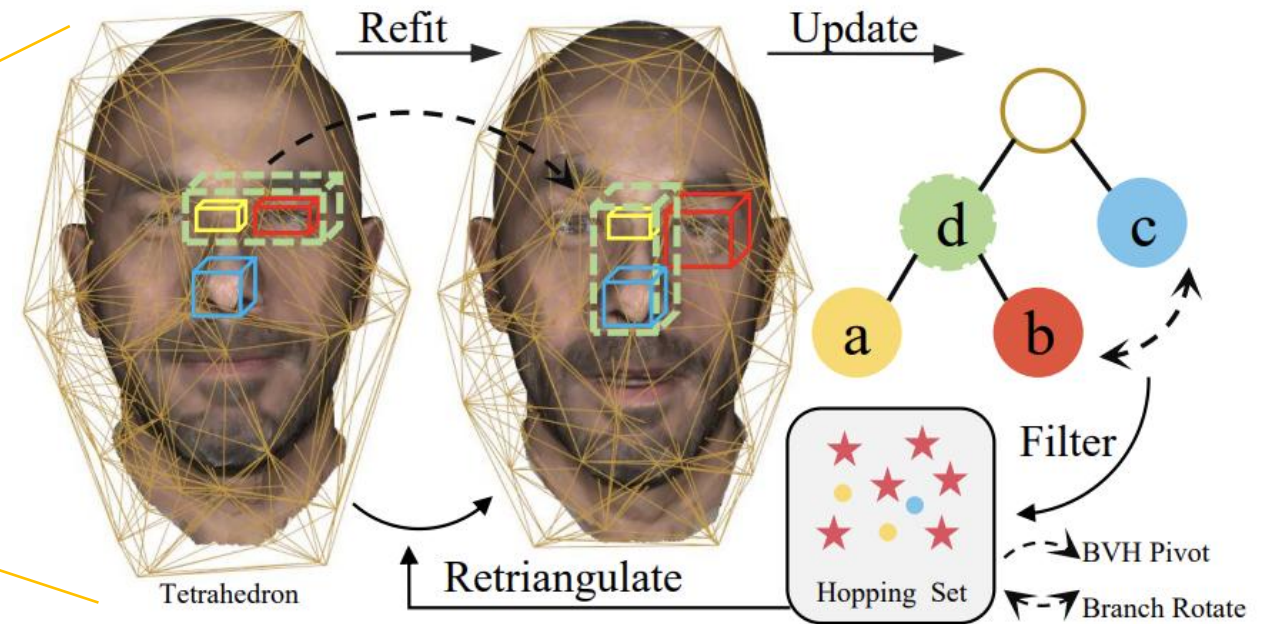 Refit
Update
d
c
a
b
Filter
Hopping Set
BVH Pivot
Branch Rotate
Retriangulate
Tetrahedron